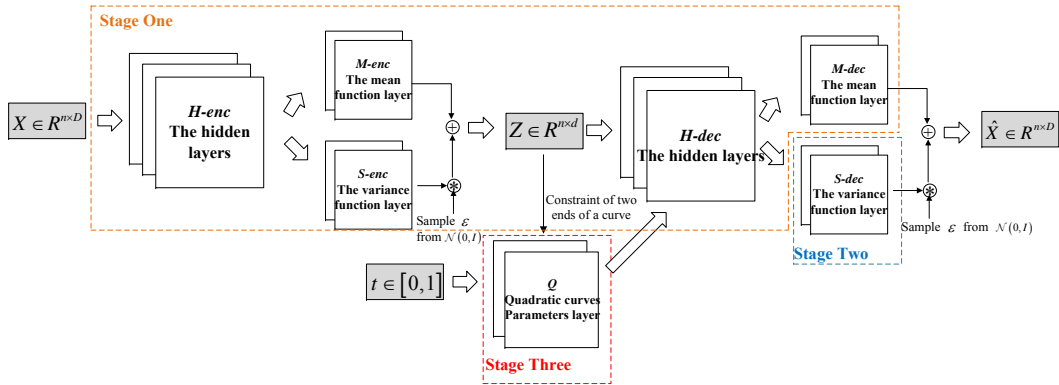 Stage One
X ∈ R^{n×D}
H-enc
The hidden
layers
M-enc
The mean
function layer
S-enc
The variance
function layer
Sample ε
from 𝒩(0,I)
Z ∈ R^{n×d}
Constraint of two
ends of a curve
H-dec
The hidden layers
M-dec
The mean
function layer
S-dec
The variance
function layer
Stage Two
Sample ε from 𝒩(0,I)
X̂ ∈ R^{n×D}
t ∈ [0,1]
Q
Quadratic curves
Parameters layer
Stage Three